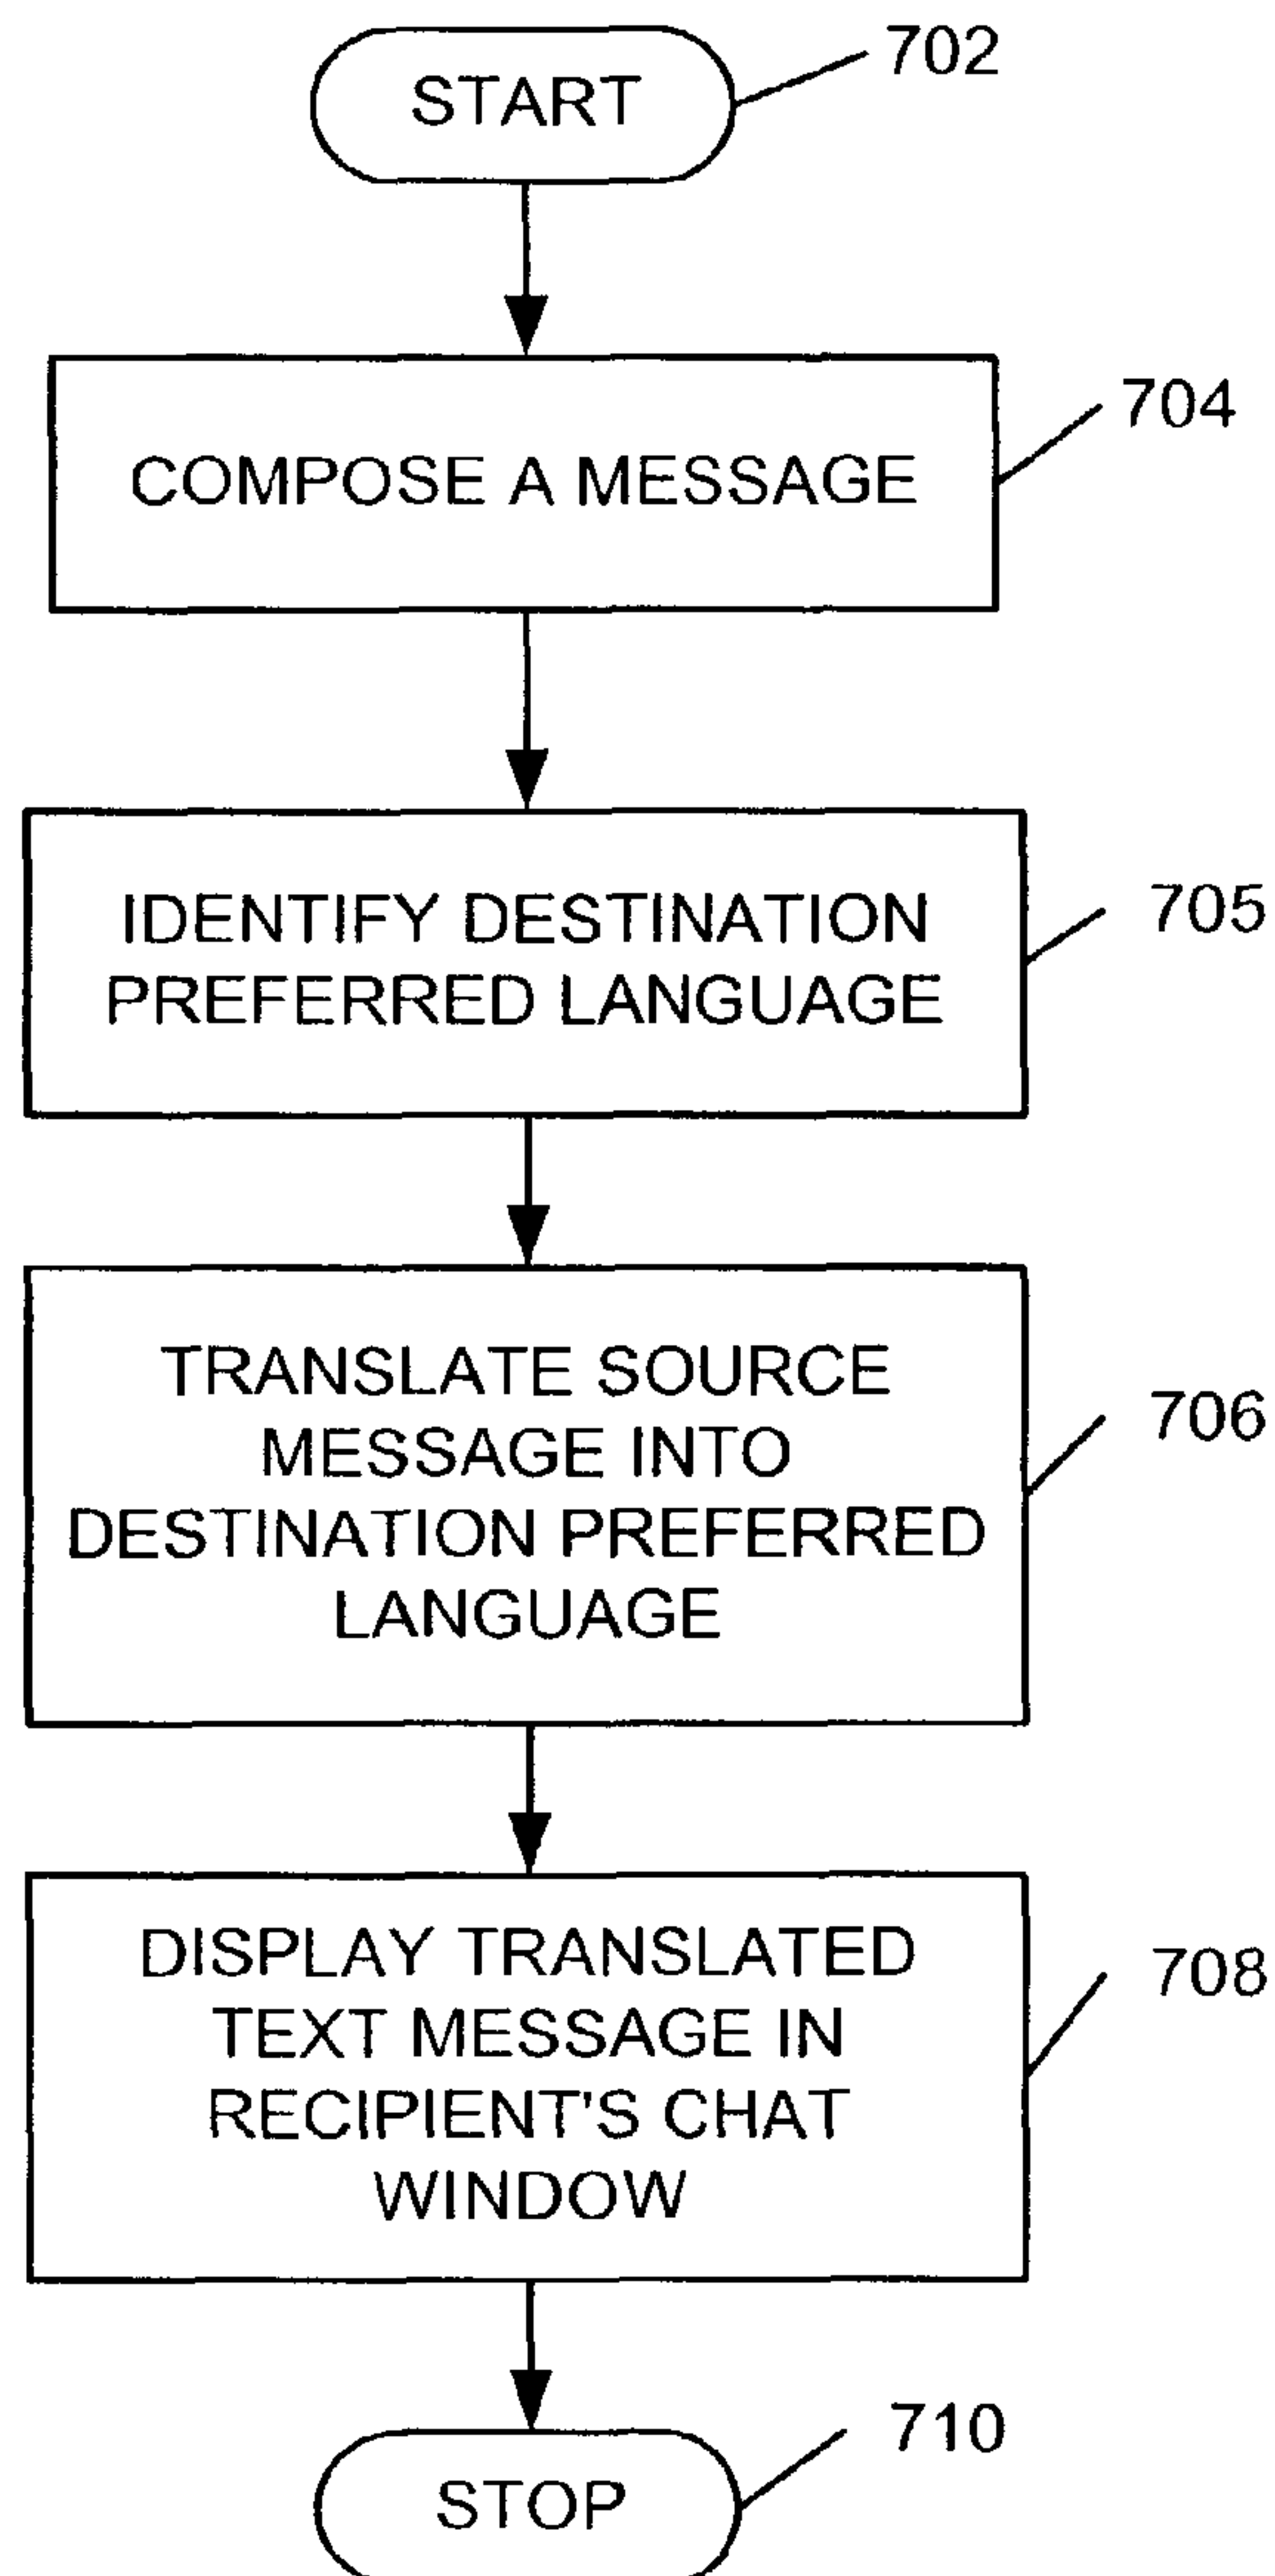 START
702
COMPOSE A MESSAGE
704
IDENTIFY DESTINATION
PREFERRED LANGUAGE
705
TRANSLATE SOURCE
MESSAGE INTO
DESTINATION PREFERRED
LANGUAGE
706
DISPLAY TRANSLATED
TEXT MESSAGE IN
RECIPIENT'S CHAT
WINDOW
708
STOP
710